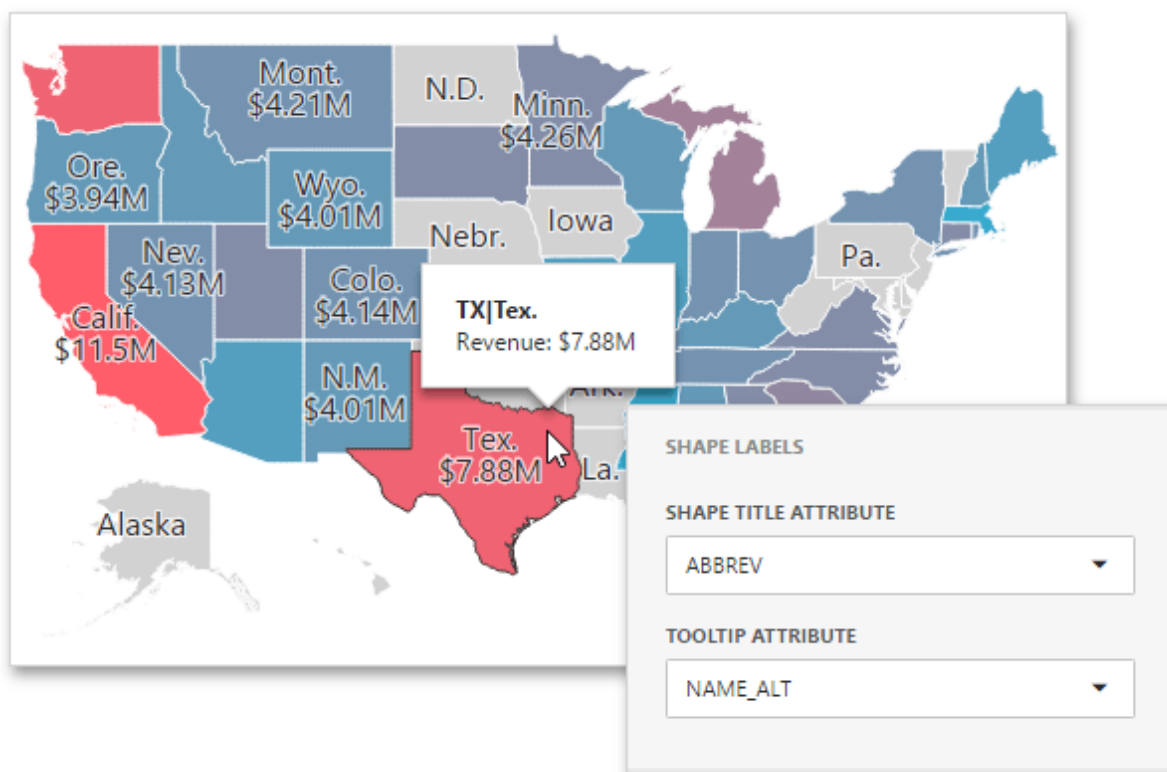 Mont.
$4.21M
N.D.
Minn.
$4.26M
Ore.
$3.94M
Wyo.
$4.01M
Nebr.
Iowa
Nev.
$4.13M
Colo.
$4.14M
Pa.
Calif.
$11.5M
TX|Tex.
Revenue: $7.88M
N.M.
$4.01M
Ark.
Tex.
$7.88M
La.
Alaska
SHAPE LABELS
SHAPE TITLE ATTRIBUTE
ABBREV
TOOLTIP ATTRIBUTE
NAME_ALT